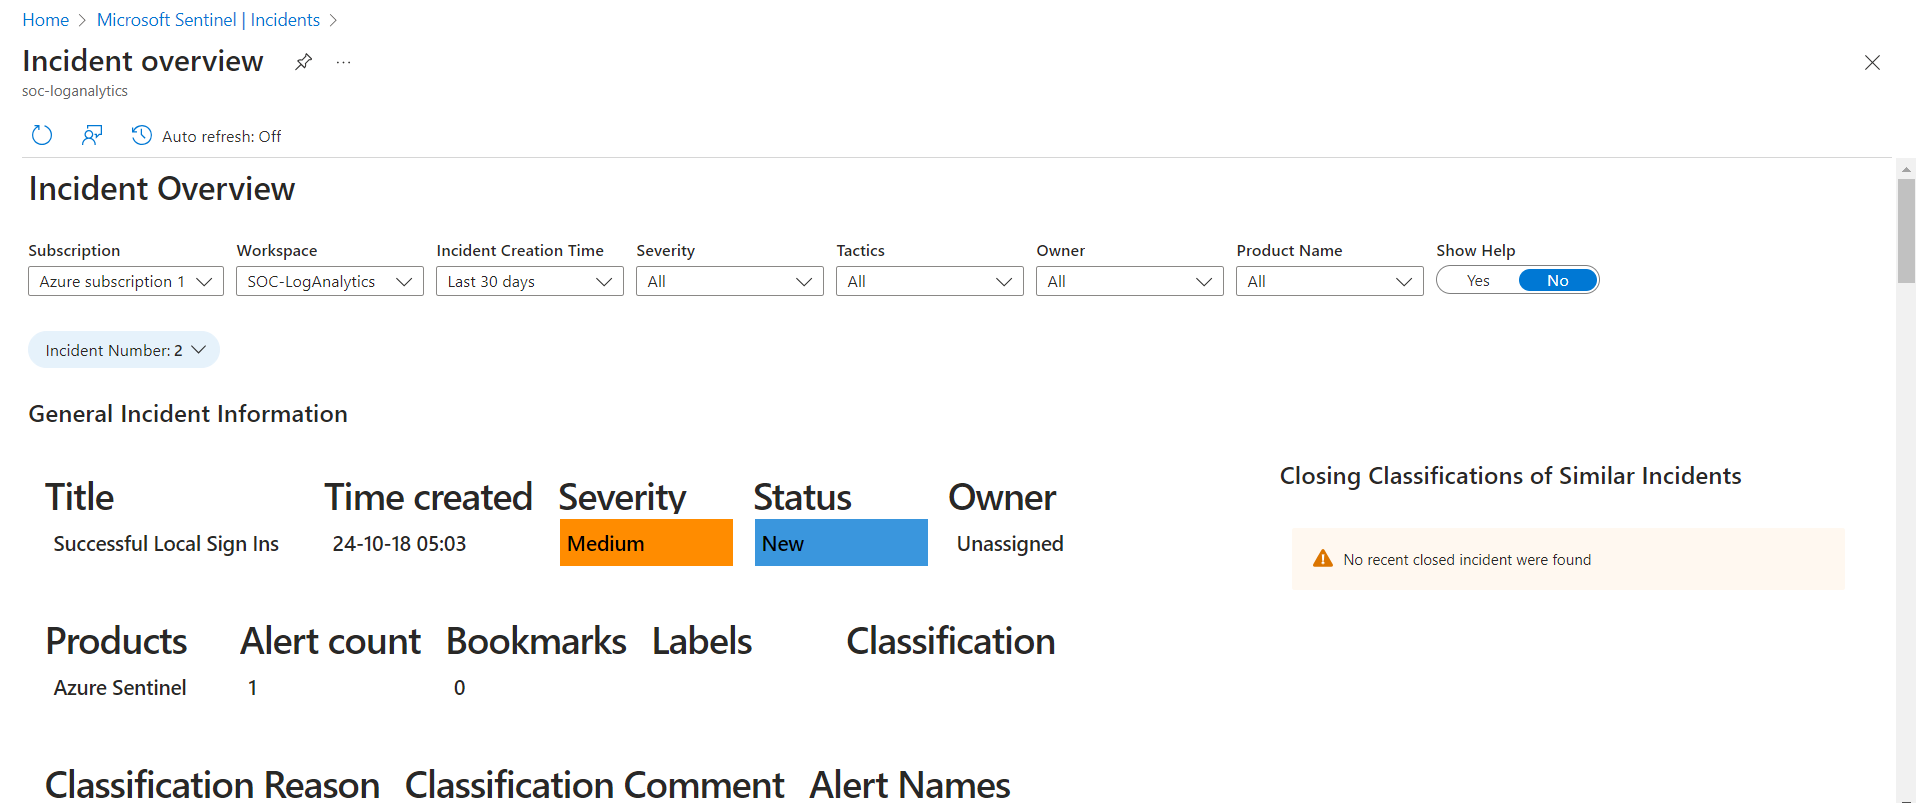 Home > Microsoft Sentinel | Incidents >
Incident overview ...
soc-loganalytics
Auto refresh: Off
Incident Overview
Subscription Workspace Incident Creation Time Severity Tactics Owner Product Name Show Help
Azure subscription 1 SOC-LogAnalytics Last 30 days All All All All Yes No
Incident Number: 2
General Incident Information
Closing Classifications of Similar Incidents
Title Time created Severity Status Owner
Successful Local Sign Ins 24-10-18 05:03 Medium New Unassigned
No recent closed incident were found
Products Alert count Bookmarks Labels Classification
Azure Sentinel 1 0
Classification Reason Classification Comment Alert Names